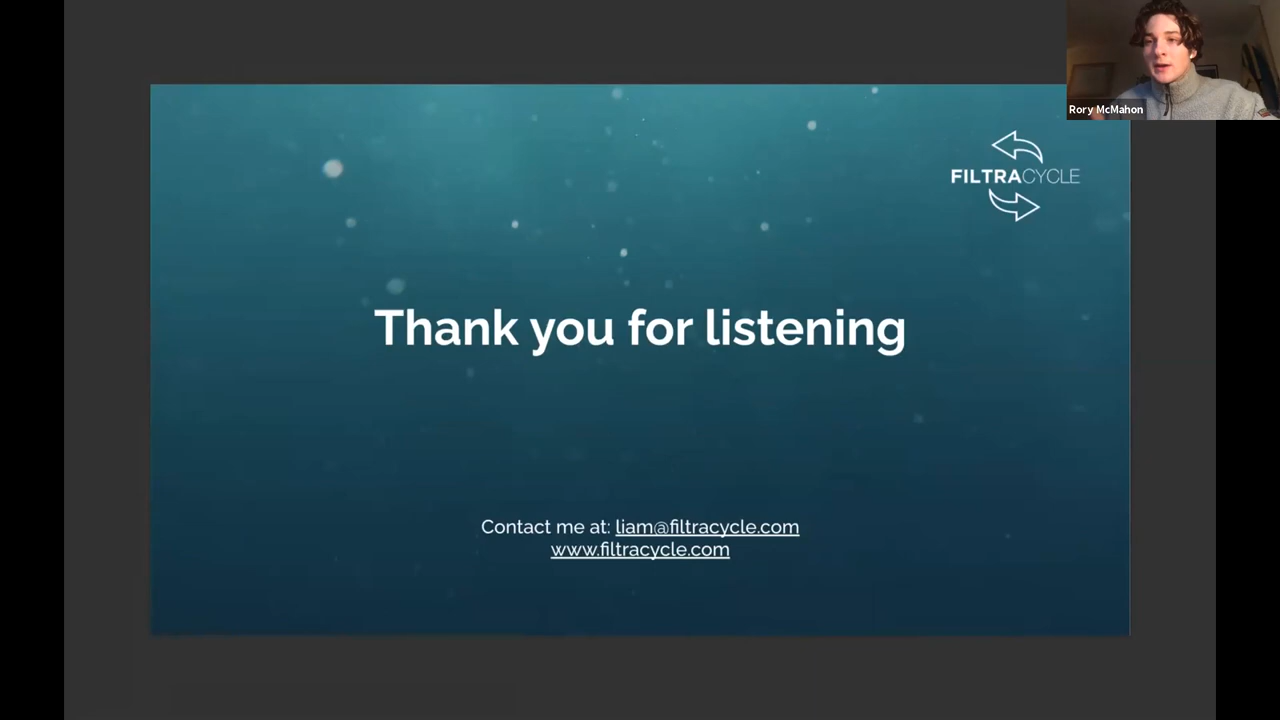 Rory McMahon
FILTRACYCLE
Thank you for listening
Contact me at: liam@filtracycle.com
www.filtracycle.com